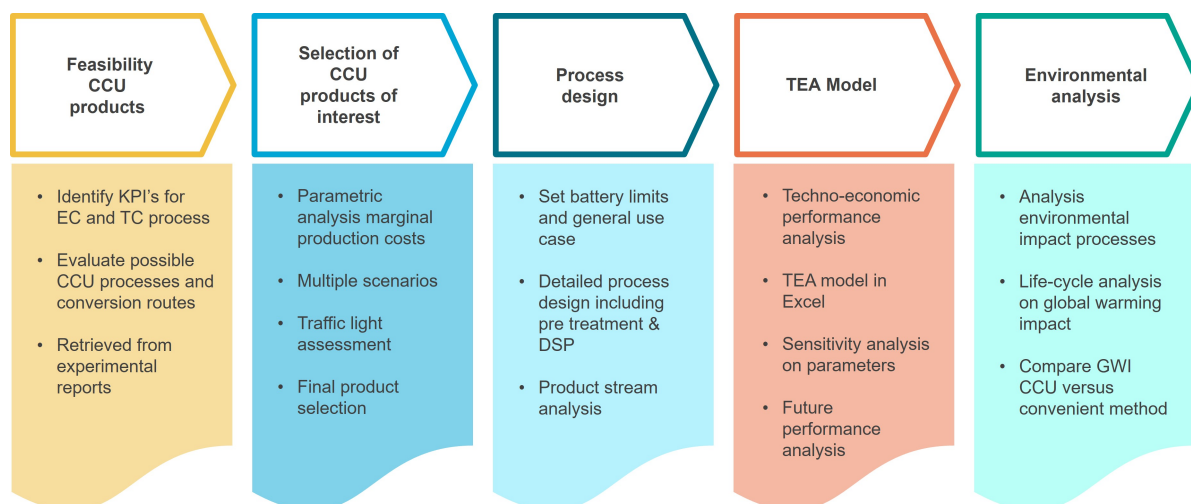 Feasibility
CCU
products
Selection of
CCU
products of
interest
Process
design
TEA Model
Environmental
analysis
• Identify KPI's for
EC and TC process
• Evaluate possible
CCU processes and
conversion routes
• Retrieved from
experimental
reports
• Parametric
analysis marginal
production costs
• Multiple scenarios
• Traffic light
assessment
• Final product
selection
• Set battery limits
and general use
case
• Detailed process
design including
pre treatment &
DSP
• Product stream
analysis
• Techno-economic
performance
analysis
• TEA model in
Excel
• Sensitivity analysis
on parameters
• Future
performance
analysis
• Analysis
environmental
impact processes
• Life-cycle analysis
on global warming
impact
• Compare GWI
CCU versus
convenient method